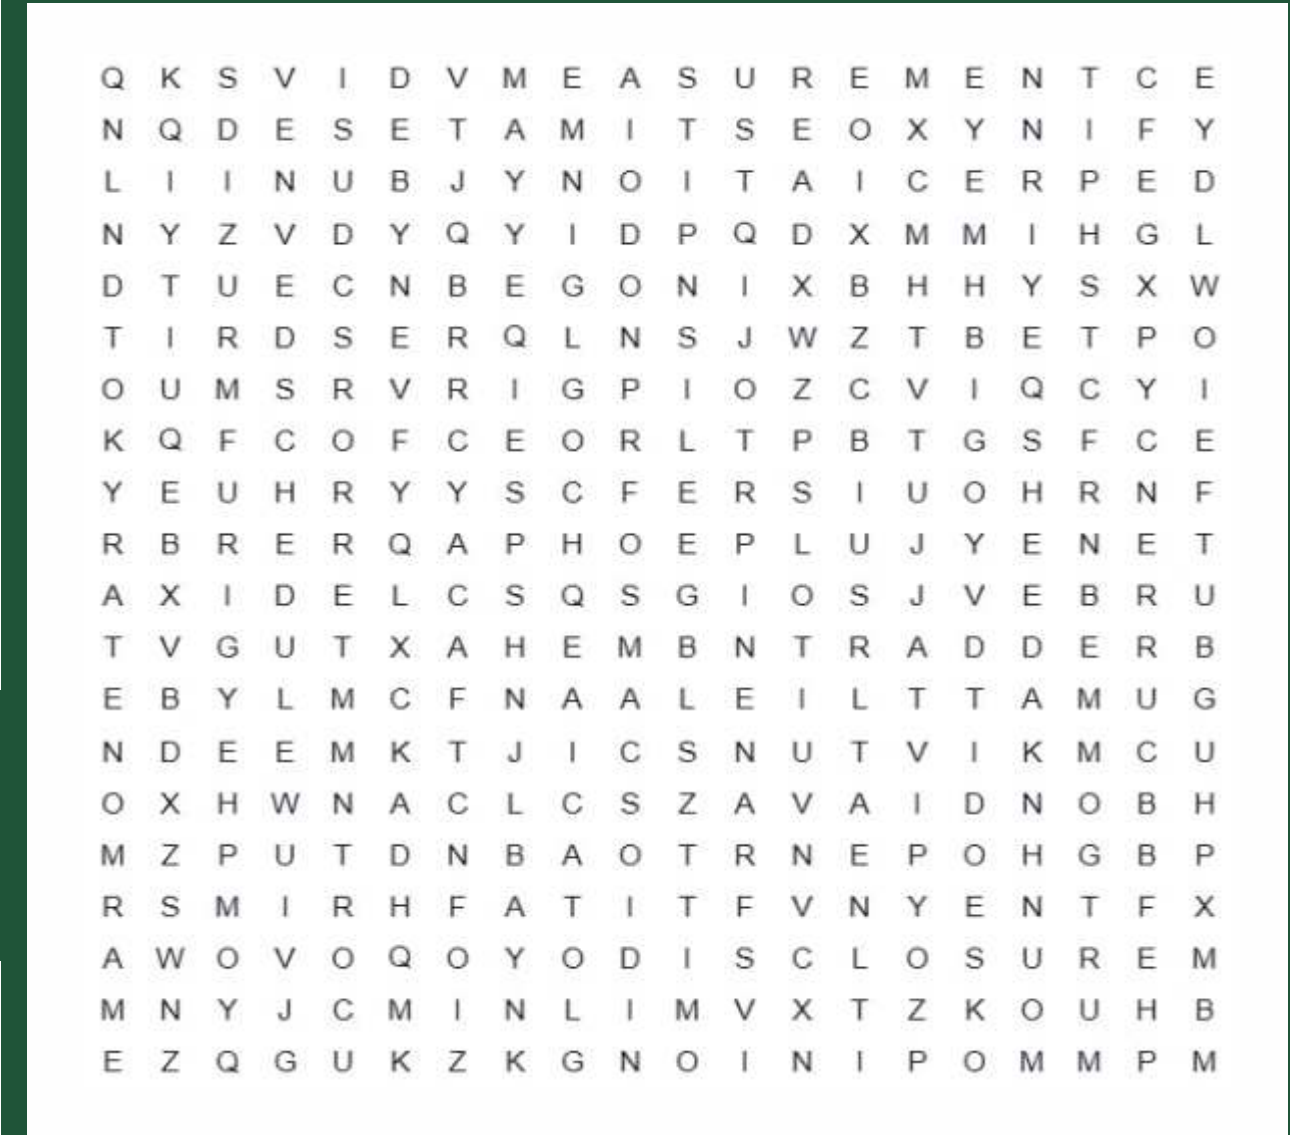 Q K S V I D V M E A S U R E M E N T C E
N Q D E S E T A M I T S E O X Y N I F Y
L I I N U B J Y N O I T A I C E R P E D
N Y Z V D Y Q Y I D P Q D X M M I H G L
D T U E C N B E G O N I X B H H Y S X W
T I R D S E R Q L N S J W Z T B E T P O
O U M S R V R I G P I O Z C V I Q C Y I
K Q F C O F C E O R L T P B T G S F C E
Y E U H R Y Y S C F E R S I U O H R N F
R B R E R Q A P H O E P L U J Y E N E T
A X I D E L C S Q S G I O S J V E B R U
T V G U T X A H E M B N T R A D D E R B
E B Y L M C F N A A L E I L T T A M U G
N D E E M K T J I C S N U T V I K M C U
O X H W N A C L C S Z A V A I D N O B H
M Z P U T D N B A O T R N E P O H G B P
R S M I R H F A T I T F V N Y E N T F X
A W O V O Q O Y O D I S C L O S U R E M
M N Y J C M I N L I M V X T Z K O U H B
E Z Q G U K Z K G N O I N I P O M M P M